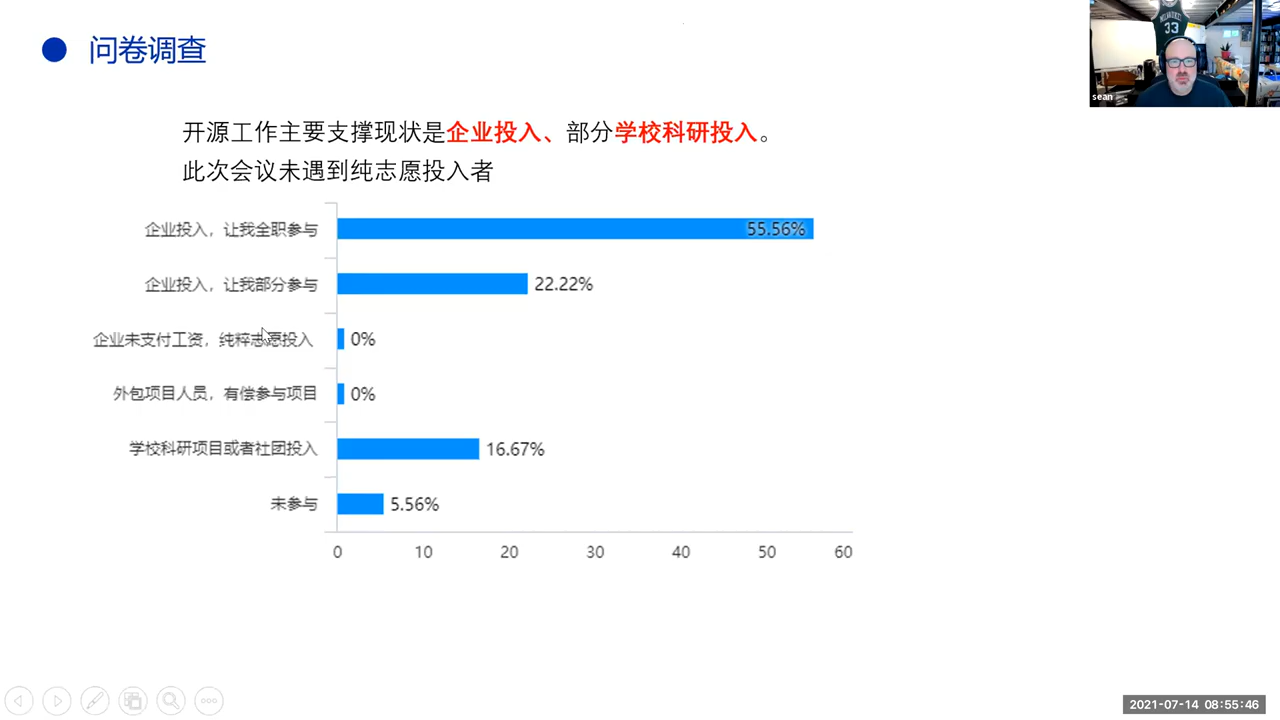 问卷调查
开源工作主要支撑现状是企业投入、部分学校科研投入。
此次会议未遇到纯志愿投入者
企业投入，让我全职参与 55.56%
企业投入，让我部分参与 22.22%
企业未支付工资，纯粹志愿投入 0%
外包项目人员，有偿参与项目 0%
学校科研项目或者社团投入 16.67%
未参与 5.56%
0 10 20 30 40 50 60
MILWAUKEE
33
sean
2021-07-14 08:55:46